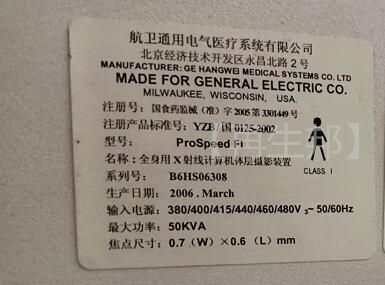 航卫通用电气医疗系统有限公司
北京经济技术开发区永昌北路2号
MANUFACTURER: GE HANGWEI MEDICAL SYSTEMS CO. LTD
MADE FOR GENERAL ELECTRIC CO.
MILWAUKEE, WISCONSIN, USA.
注册号: 国食药监械(准)字2005第3301449号
注册产品标准号: YZB/国 0125-2002
型号: ProSpeed FI
名称: 全身用X射线计算机体层摄影装置
CLASS I
系列号: B6HS06308
生产日期: 2006.March
输入电源: 380/400/415/440/460/480V 3~ 50/60Hz
最大功率: 50KVA
焦点尺寸: 0.7 (W) × 0.6 (L) mm